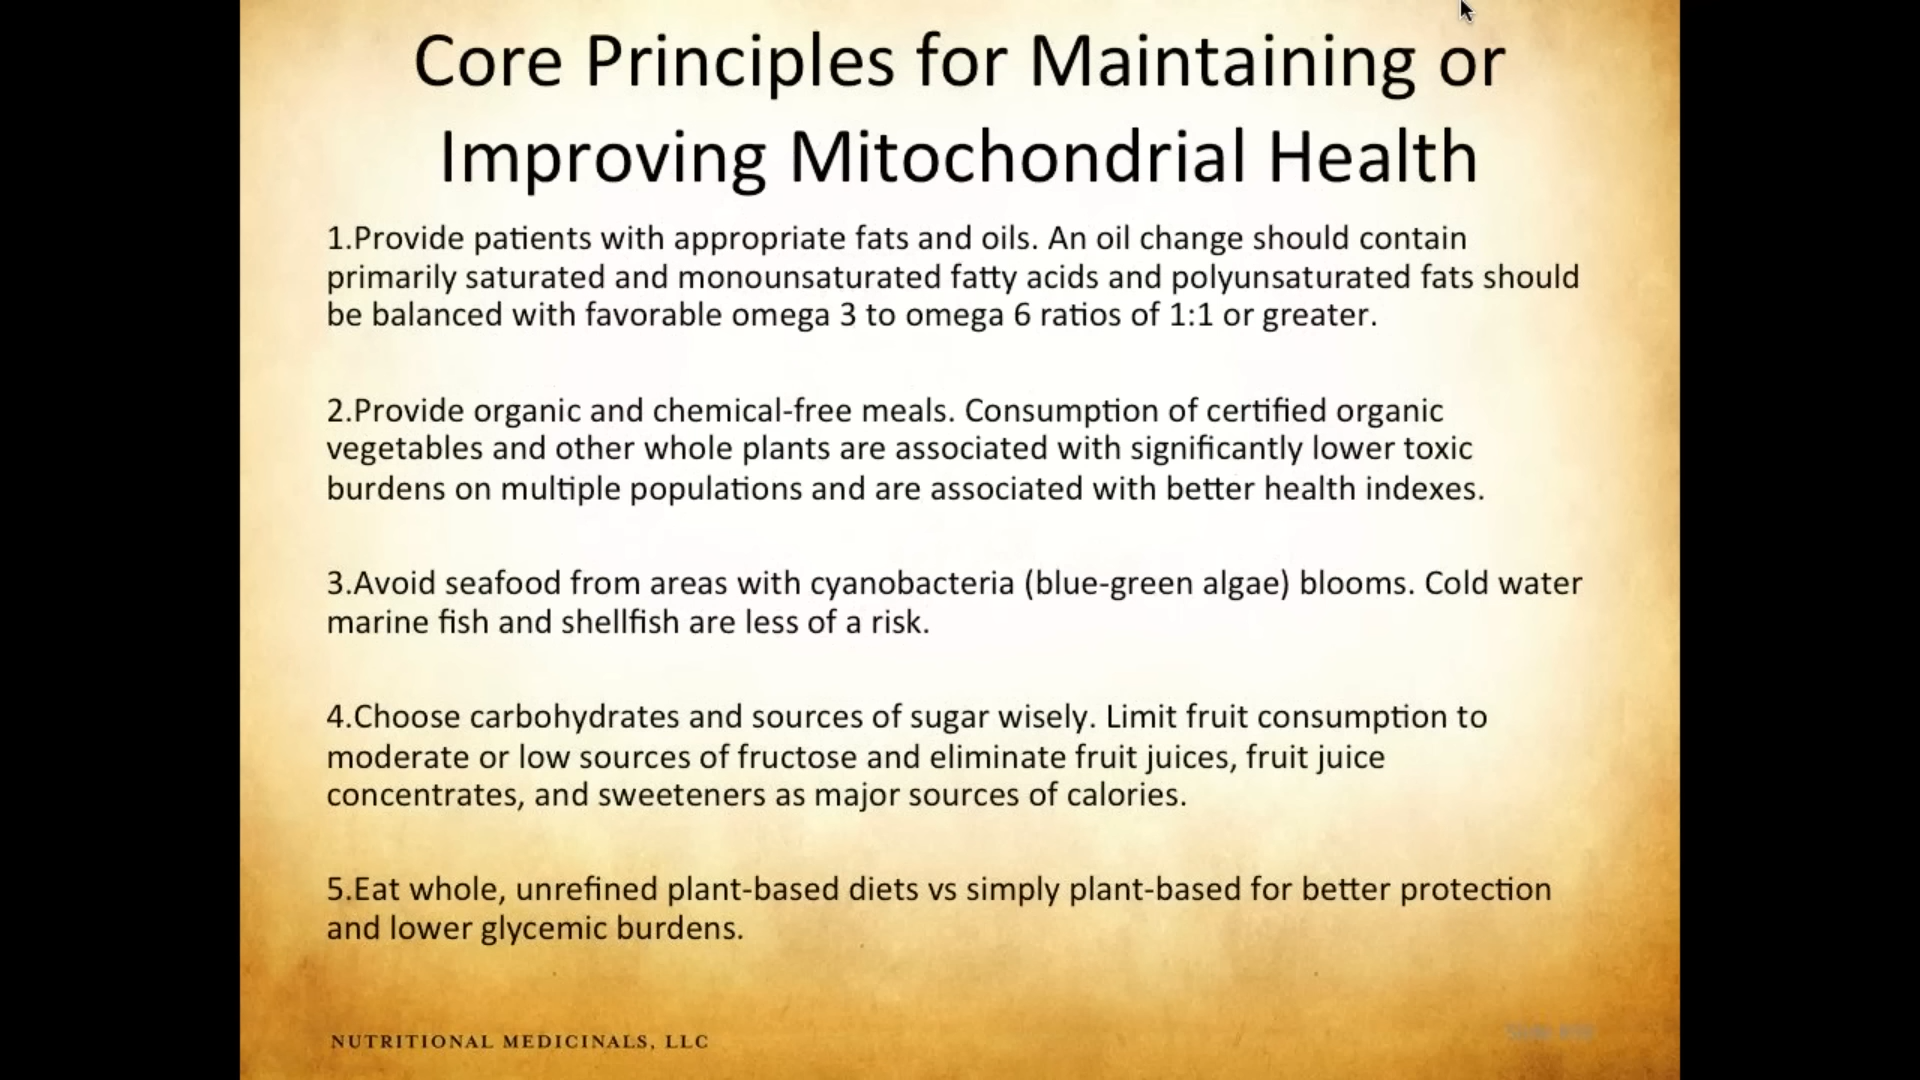 Core Principles for Maintaining or
Improving Mitochondrial Health
1.Provide patients with appropriate fats and oils. An oil change should contain
primarily saturated and monounsaturated fatty acids and polyunsaturated fats should
be balanced with favorable omega 3 to omega 6 ratios of 1:1 or greater.
2.Provide organic and chemical-free meals. Consumption of certified organic
vegetables and other whole plants are associated with significantly lower toxic
burdens on multiple populations and are associated with better health indexes.
3.Avoid seafood from areas with cyanobacteria (blue-green algae) blooms. Cold water
marine fish and shellfish are less of a risk.
4.Choose carbohydrates and sources of sugar wisely. Limit fruit consumption to
moderate or low sources of fructose and eliminate fruit juices, fruit juice
concentrates, and sweeteners as major sources of calories.
5.Eat whole, unrefined plant-based diets vs simply plant-based for better protection
and lower glycemic burdens.
NUTRITIONAL MEDICINALS, LLC